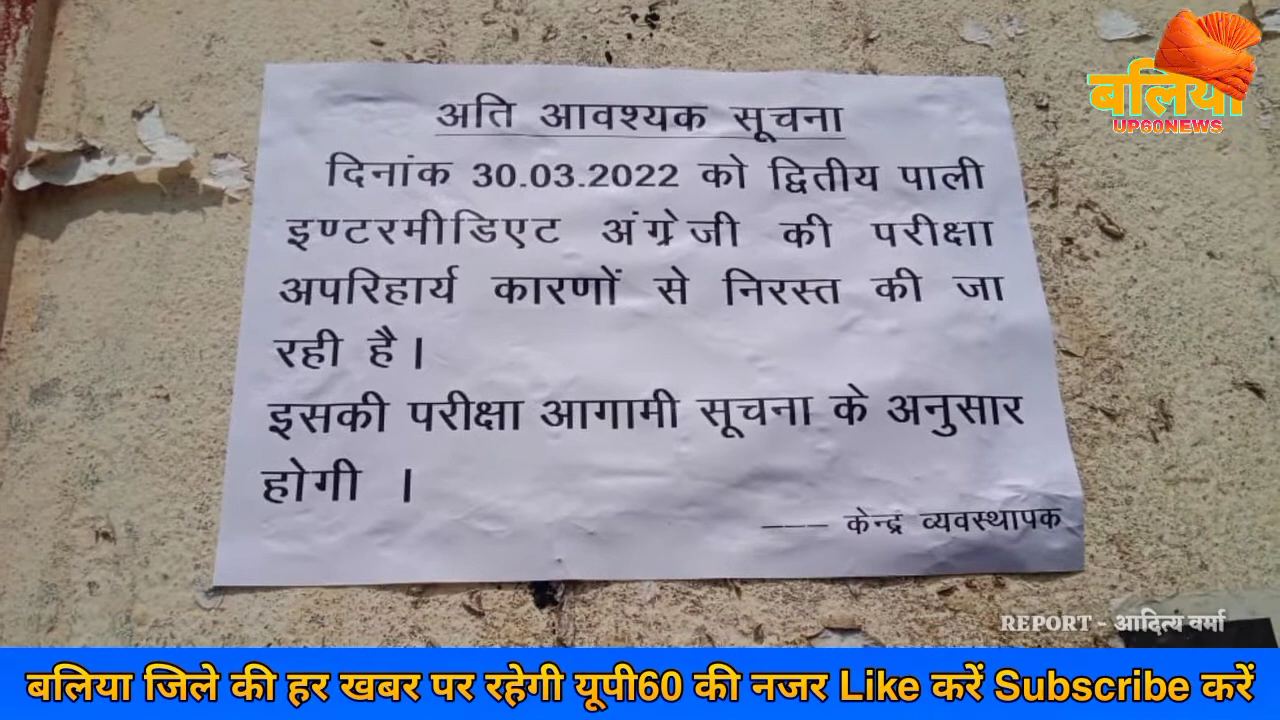 बलिया
UP60NEWS
अति आवश्यक सूचना
दिनांक 30.03.2022 को द्वितीय पाली
इण्टरमीडिएट अंग्रेजी की परीक्षा
अपरिहार्य कारणों से निरस्त की जा
रही है।
इसकी परीक्षा आगामी सूचना के अनुसार
होगी ।
--- केन्द्र व्यवस्थापक
REPORT - आदित्य वर्मा
बलिया जिले की हर खबर पर रहेगी यूपी60 की नजर Like करें Subscribe करें